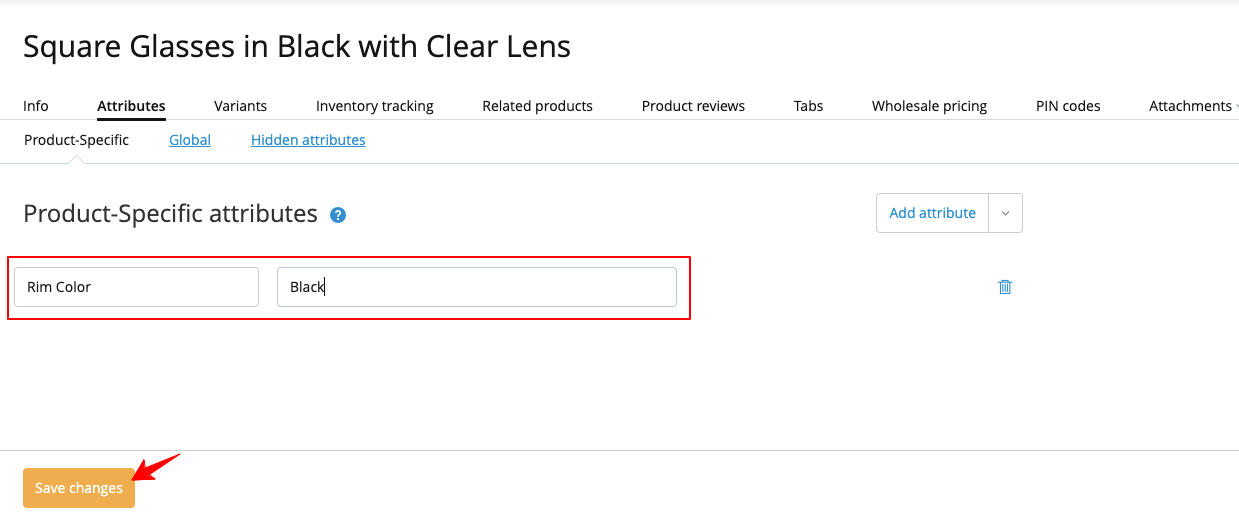 Square Glasses in Black with Clear Lens
Info Attributes Variants Inventory tracking Related products Product reviews Tabs Wholesale pricing PIN codes Attachments
Product-Specific Global Hidden attributes
Product-Specific attributes ?
Add attribute
Rim Color Black
Save changes